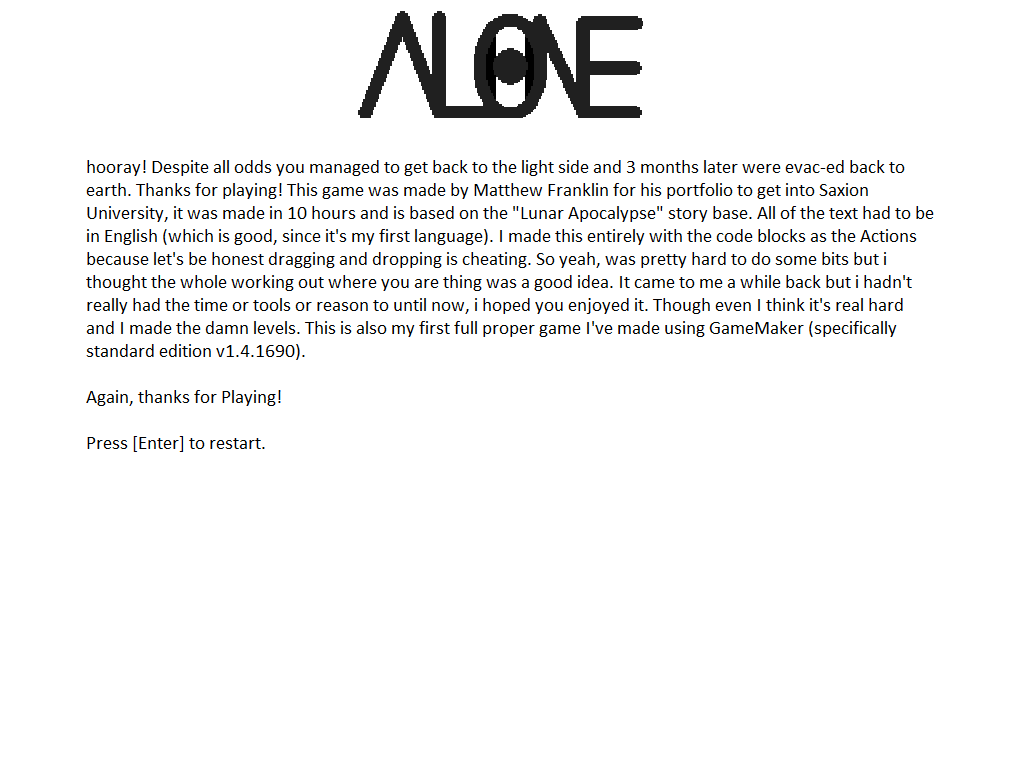 ALONE
hooray! Despite all odds you managed to get back to the light side and 3 months later were evac-ed back to
earth. Thanks for playing! This game was made by Matthew Franklin for his portfolio to get into Saxion
University, it was made in 10 hours and is based on the "Lunar Apocalypse" story base. All of the text had to be
in English (which is good, since it's my first language). I made this entirely with the code blocks as the Actions
because let's be honest dragging and dropping is cheating. So yeah, was pretty hard to do some bits but i
thought the whole working out where you are thing was a good idea. It came to me a while back but i hadn't
really had the time or tools or reason to until now, i hoped you enjoyed it. Though even I think it's real hard
and I made the damn levels. This is also my first full proper game I've made using GameMaker (specifically
standard edition v1.4.1690).
Again, thanks for Playing!
Press [Enter] to restart.